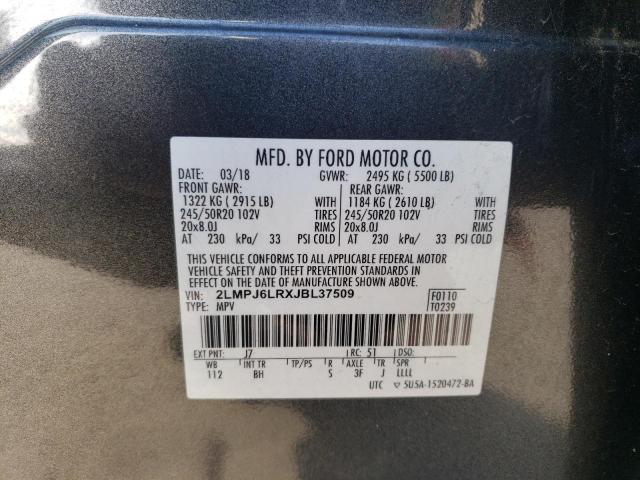 MFD. BY FORD MOTOR CO.
DATE: 03/18 GVWR: 2495 KG ( 5500 LB)
FRONT GAWR: REAR GAWR:
1322 KG ( 2915 LB) WITH 1184 KG ( 2610 LB) WITH
245/50R20 102V TIRES 245/50R20 102V TIRES
20x8.0J RIMS 20x8.0J RIMS
AT 230 kPa/ 33 PSI COLD AT 230 kPa/ 33 PSI COLD
THIS VEHICLE CONFORMS TO ALL APPLICABLE FEDERAL MOTOR
VEHICLE SAFETY AND THEFT PREVENTION STANDARDS IN
EFFECT ON THE DATE OF MANUFACTURE SHOWN ABOVE.
VIN: 2LMPJ6LRXJBL37509 F0110
TYPE: MPV T0239
EXT PNT: J7 RC: 51 DSO:
WB INT TR TP/PS R AXLE TR SPR
112 BH S 3F J LLLL
UTC ▽ 5U5A-1520472-BA